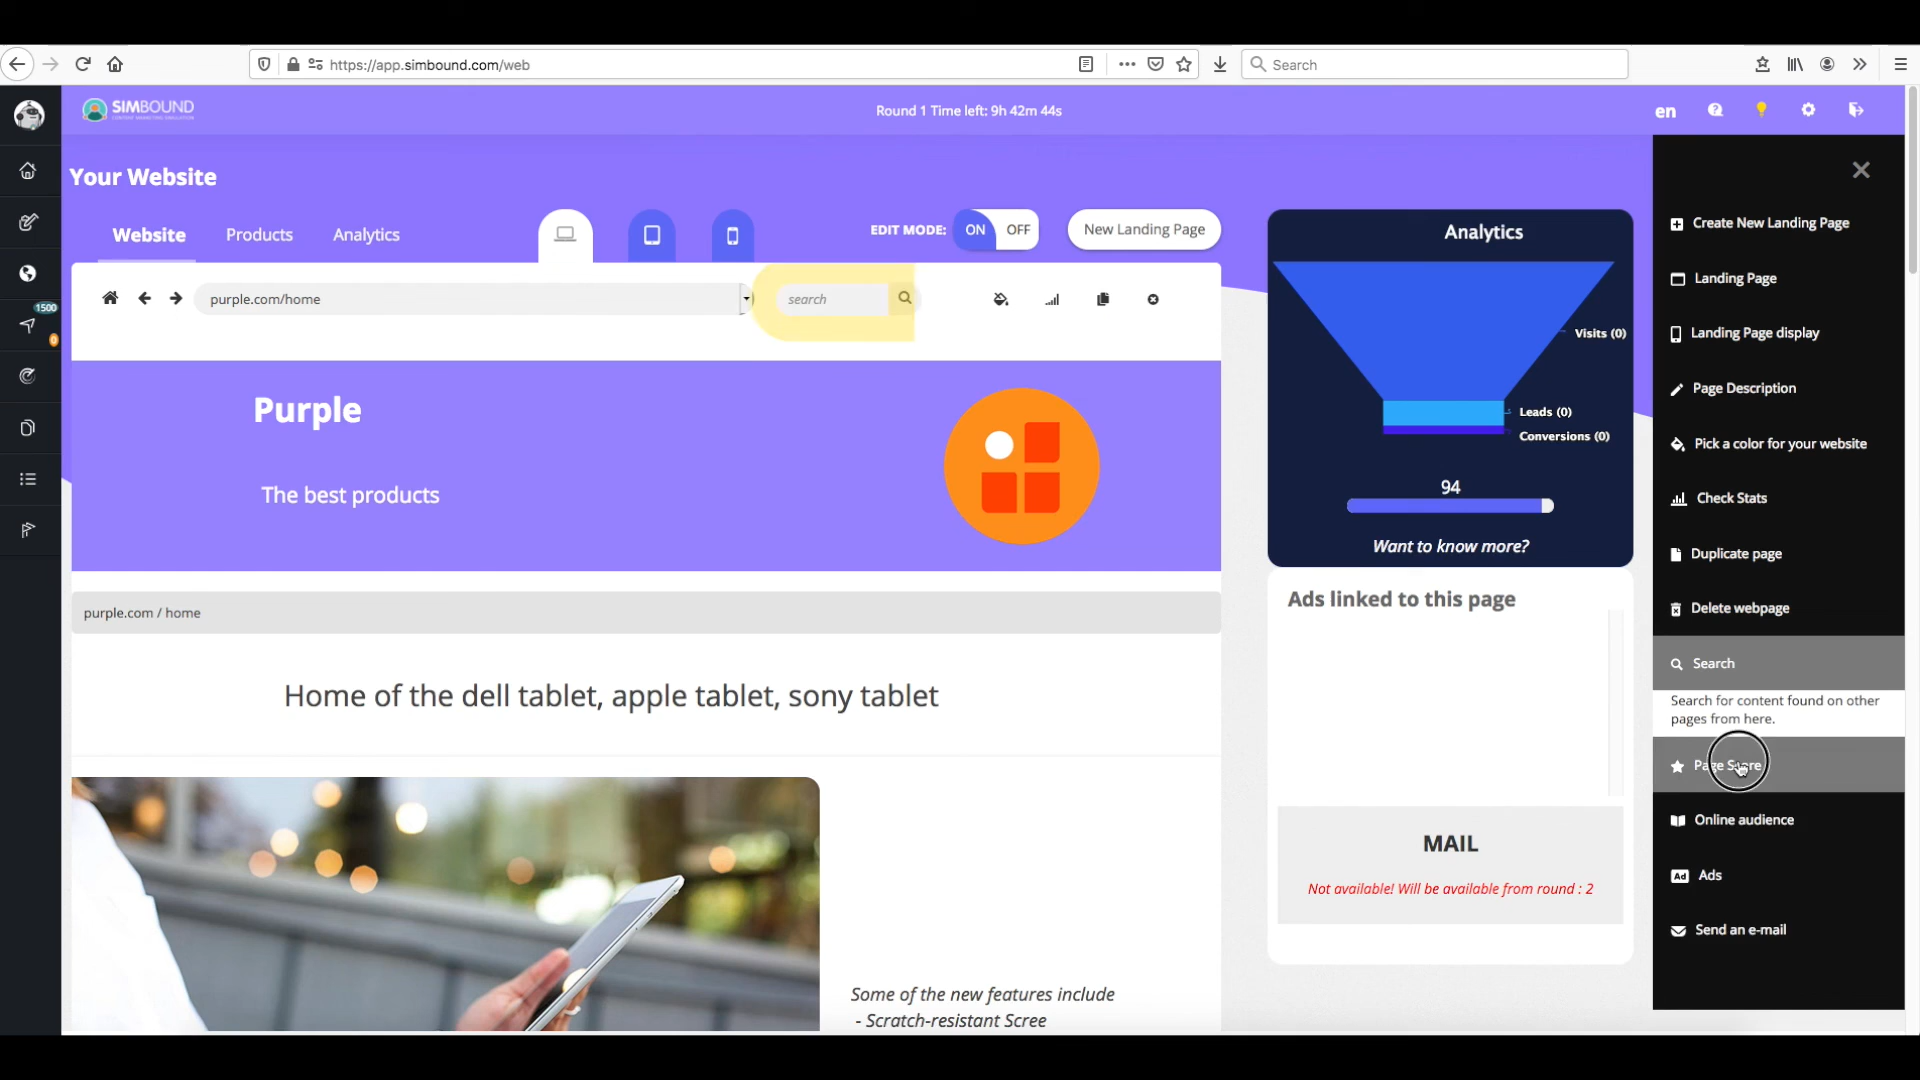 https://app.simbound.com/web
Search
SIMBOUND
CONTENT MARKETING SIMULATION
Round 1 Time left: 9h 42m 44s
en
Your Website
Website
Products
Analytics
EDIT MODE:
ON
OFF
New Landing Page
purple.com/home
search
Purple
The best products
purple.com / home
Home of the dell tablet, apple tablet, sony tablet
Some of the new features include
- Scratch-resistant Scree
1500
0
Analytics
Visits (0)
Leads (0)
Conversions (0)
94
Want to know more?
Ads linked to this page
MAIL
Not available! Will be available from round : 2
Create New Landing Page
Landing Page
Landing Page display
Page Description
Pick a color for your website
Check Stats
Duplicate page
Delete webpage
Search
Search for content found on other
pages from here.
Page Score
Online audience
Ad
Ads
Send an e-mail